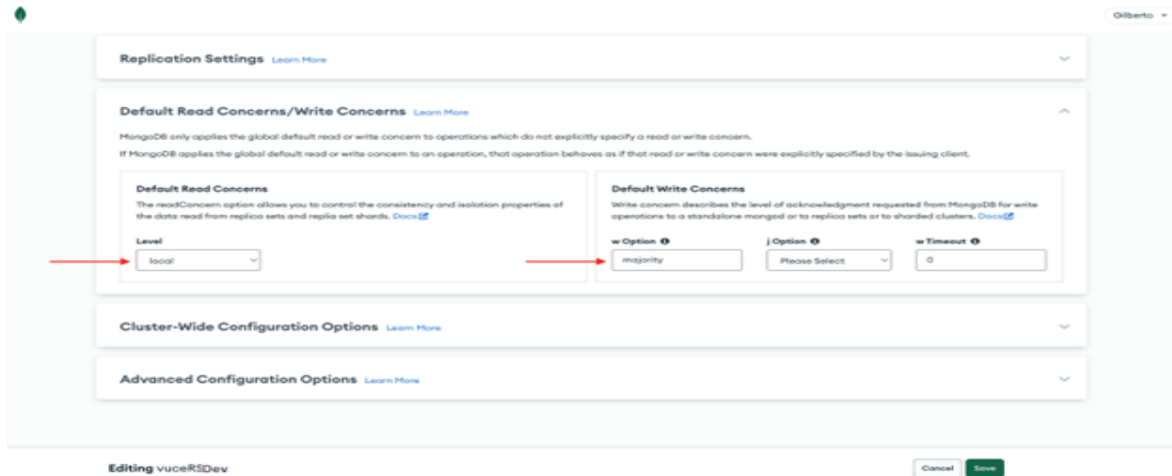 Gilberto
Replication Settings Learn More
Default Read Concerns/Write Concerns Learn More
MongoDB only applies the global default read or write concern to operations which do not explicitly specify a read or write concern.
If MongoDB applies the global default read or write concern to an operation, that operation behaves as if that read or write concern were explicitly specified by the issuing client.
Default Read Concerns
The readConcern option allows you to control the consistency and isolation properties of
the data read from replica sets and replia set shards. Docs
Level
local
Default Write Concerns
Write concern describes the level of acknowledgment requested from MongoDB for write
operations to a standalone mongod or to replica sets or to sharded clusters. Docs
w Option j Option w Timeout
majority Please Select 0
Cluster-Wide Configuration Options Learn More
Advanced Configuration Options Learn More
Editing vuceRSDev Cancel Save